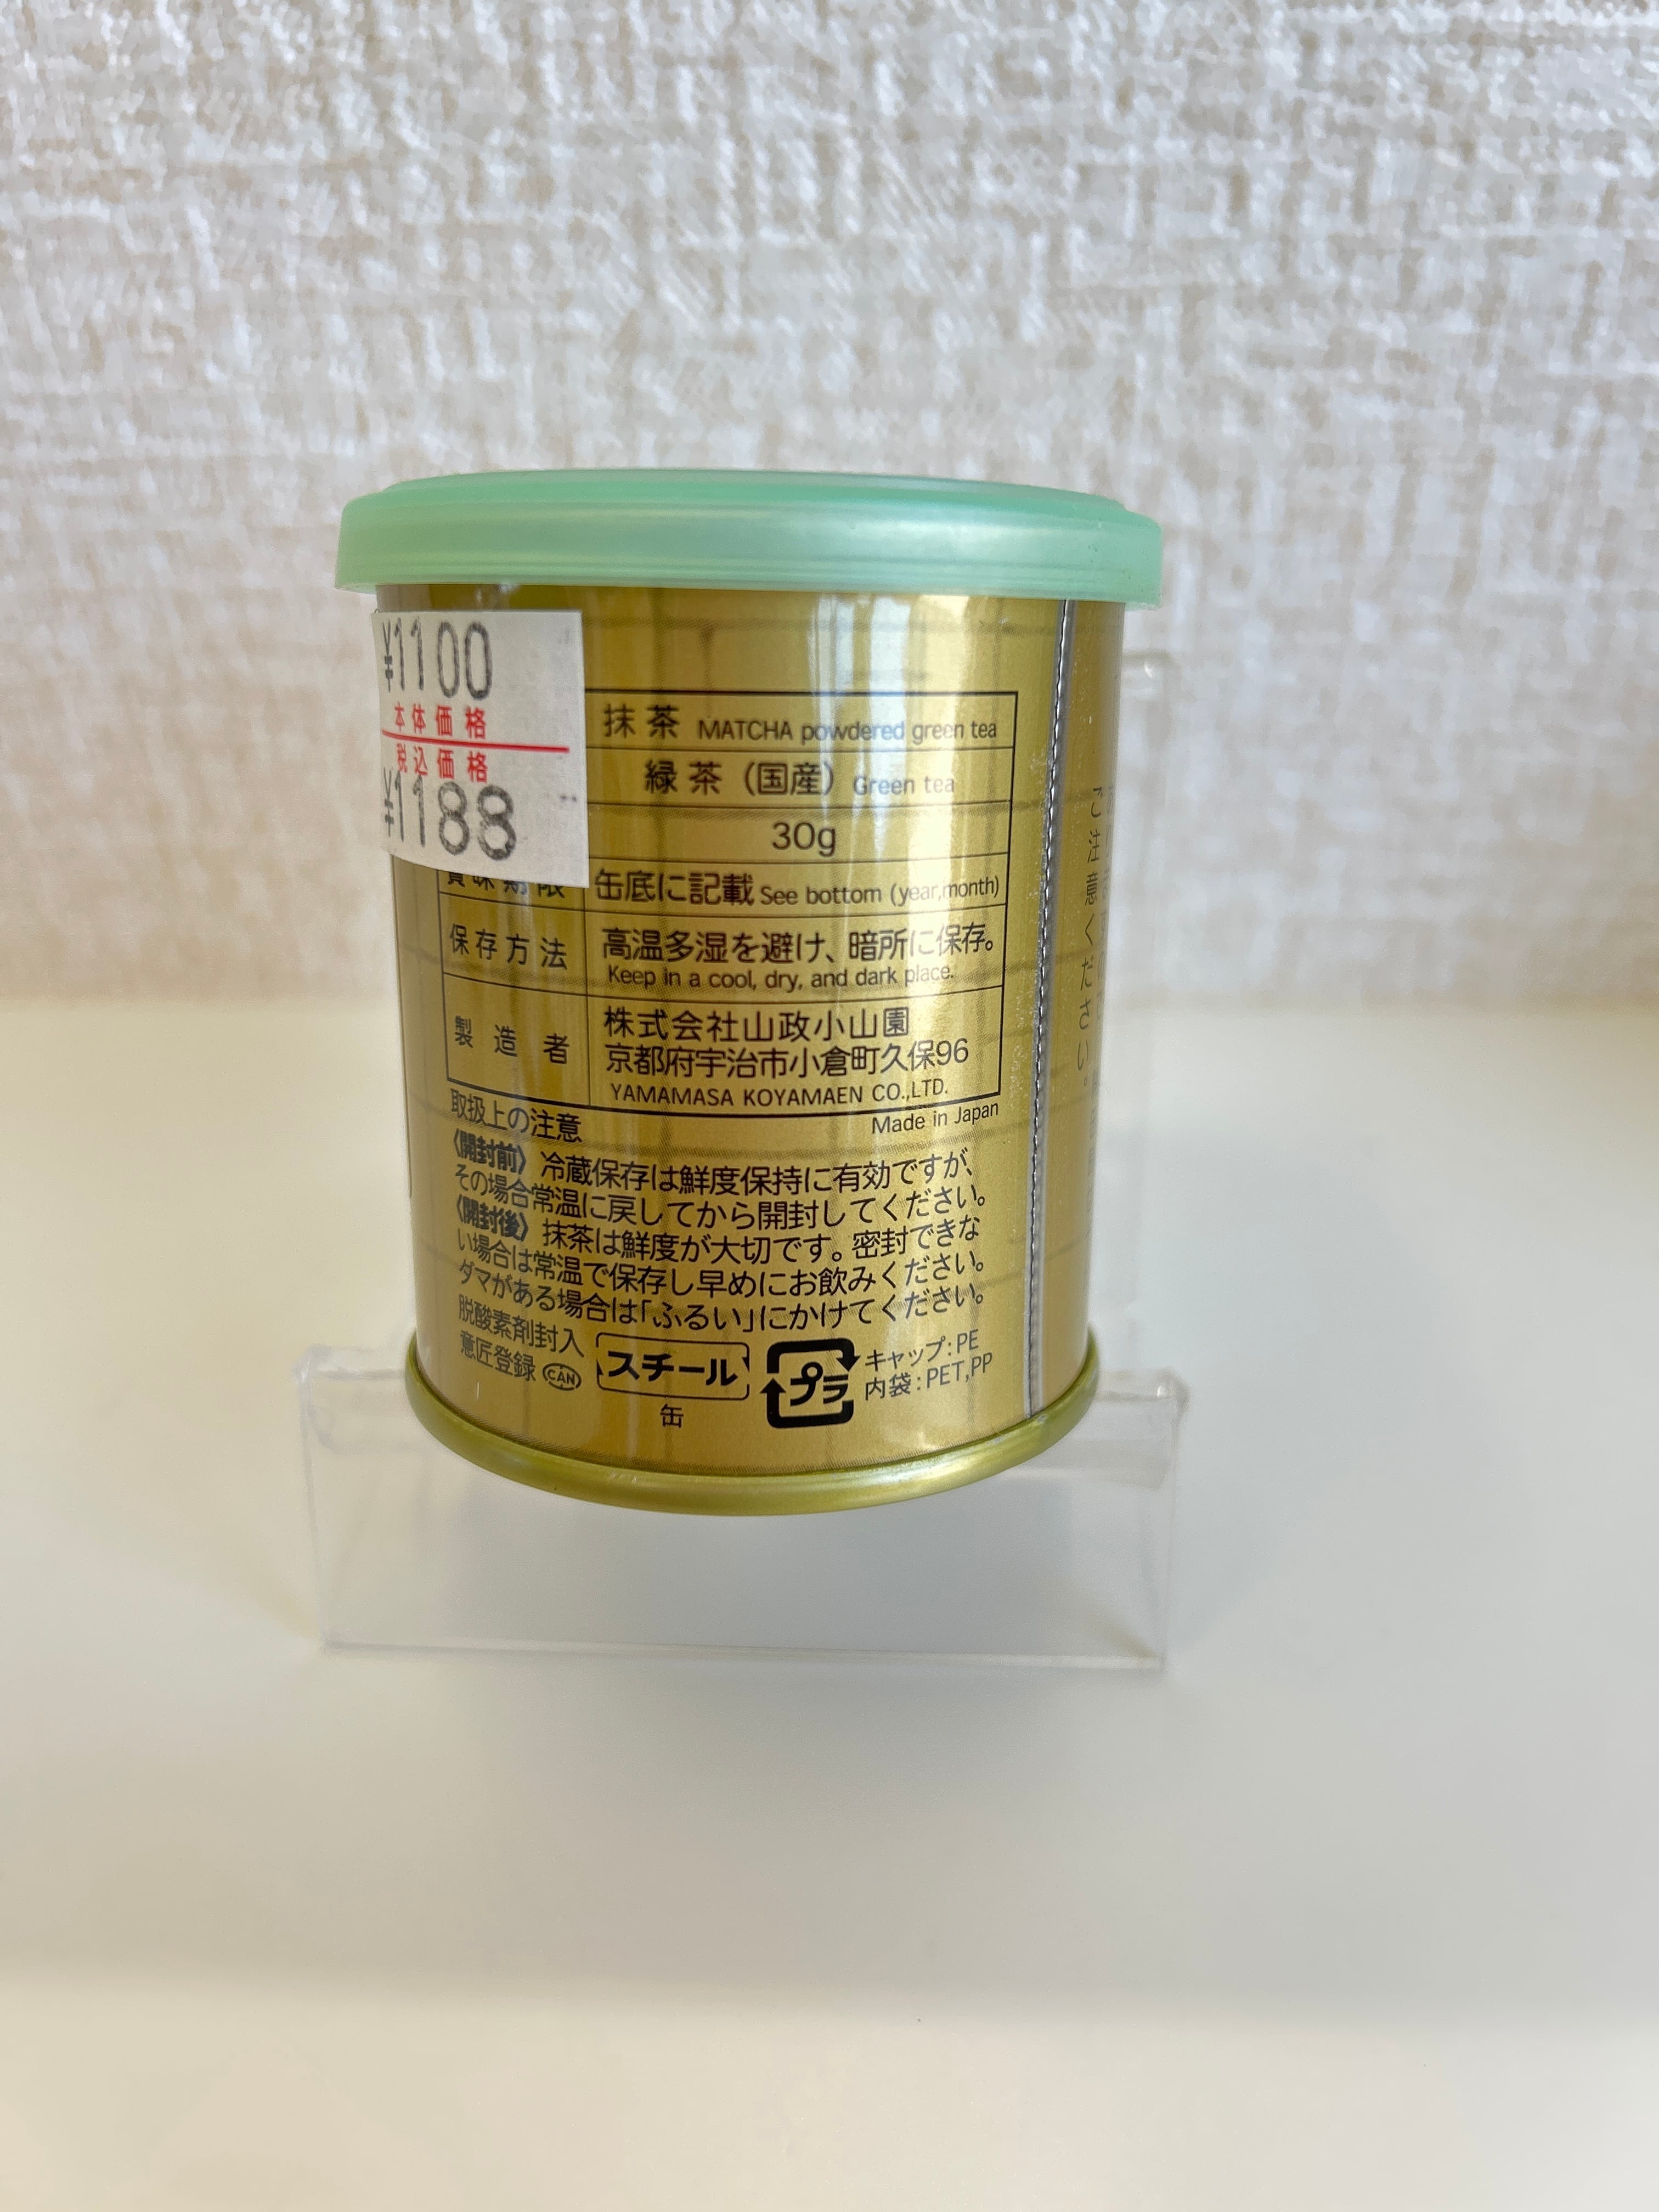 ¥1100
本体価格
税込価格
¥1188
抹茶 MATCHA powdered green tea
緑茶（国産）Green tea
30g
賞味期限 缶底に記載 See bottom (year,month)
保存方法 高温多湿を避け、暗所に保存。
Keep in a cool, dry, and dark place.
製造者 株式会社山政小山園
京都府宇治市小倉町久保96
YAMAMASA KOYAMAEN CO.,LTD.
Made in Japan
取扱上の注意
《開封前》冷蔵保存は鮮度保持に有効ですが、
その場合常温に戻してから開封してください。
《開封後》抹茶は鮮度が大切です。密封できな
い場合は常温で保存し早めにお飲みください。
ダマがある場合は「ふるい」にかけてください。
脱酸素剤封入
意匠登録 CAN
スチール
缶
プラ
キャップ:PE
内袋:PET,PP
ご注意ください。